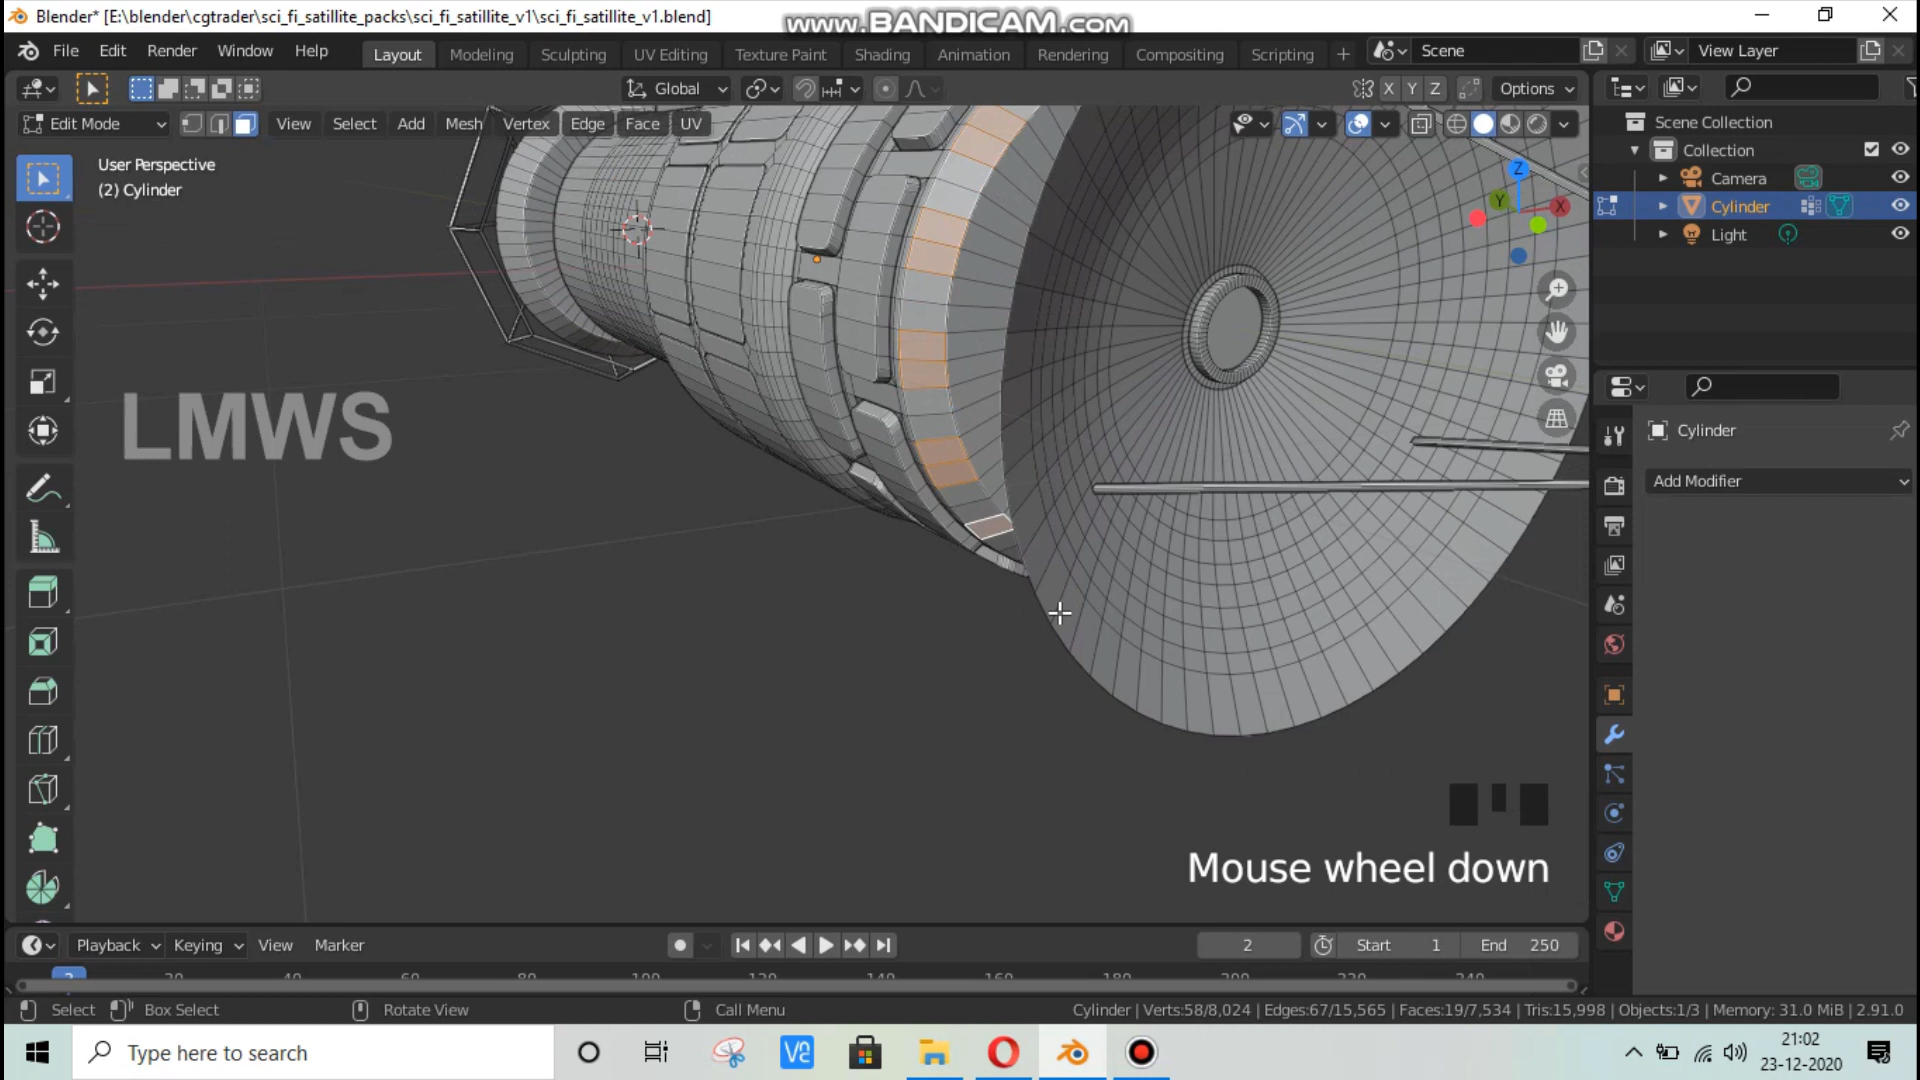 Blender* [E:\blender\cgtrader\sci_fi_satillite_packs\sci_fi_satillite_v1\sci_fi_satillite_v1.blend]
www.BANDICAM.com
File Edit Render Window Help
Layout Modeling Sculpting UV Editing Texture Paint Shading Animation Rendering Compositing Scripting
Scene
View Layer
Global
X Y Z
Options
Edit Mode
View Select Add Mesh Vertex Edge Face UV
Scene Collection
User Perspective
(2) Cylinder
Collection
Camera
Cylinder
Light
Z
Y
X
LMWS
Cylinder
Add Modifier
Mouse wheel down
Playback Keying View Marker
2
Start 1
End 250
Select Box Select Rotate View Call Menu
Cylinder | Verts:58/8,024 | Edges:67/15,565 | Faces:19/7,534 | Tris:15,998 | Objects:1/3 | Memory: 31.0 MiB | 2.91.0
Type here to search
21:02
23-12-2020